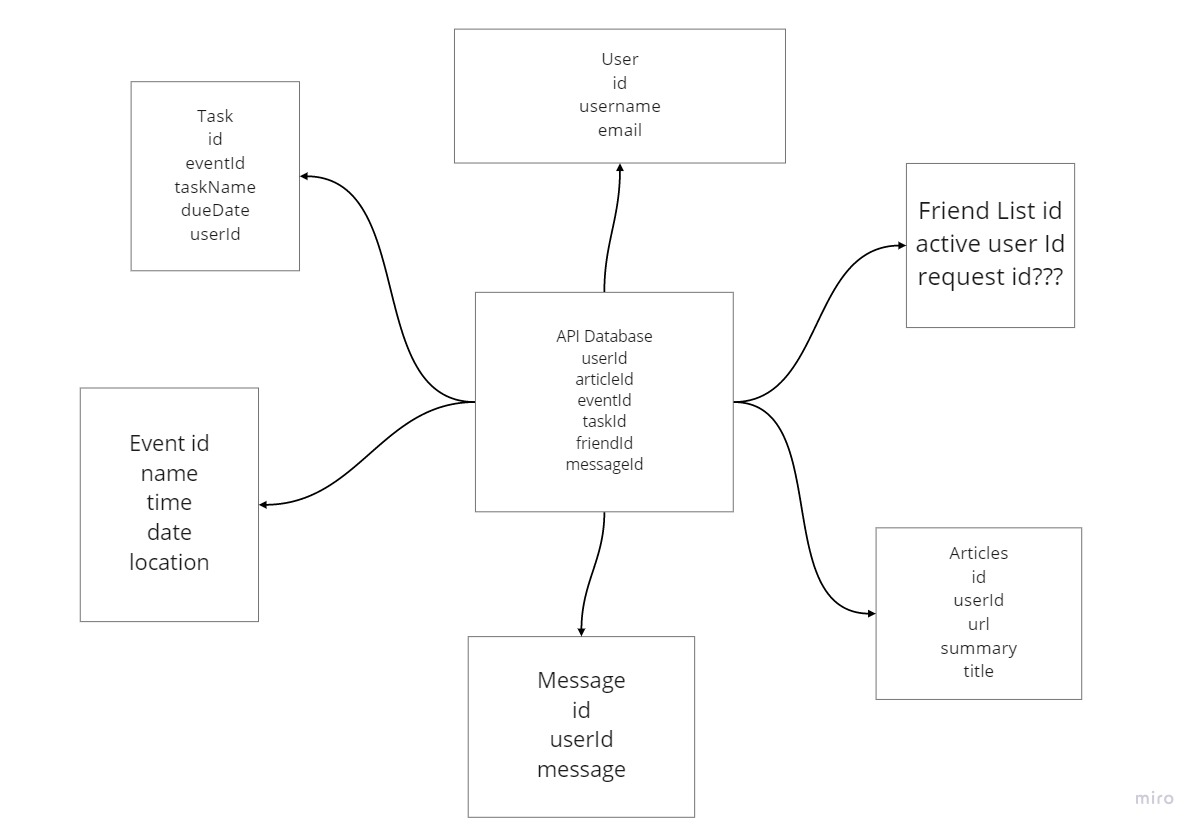 User
id
username
email
Task
id
eventId
taskName
dueDate
userId
Friend List id
active user Id
request id???
API Database
userId
articleId
eventId
taskId
friendId
messageId
Event id
name
time
date
location
Articles
id
userId
url
summary
title
Message
id
userId
message
miro